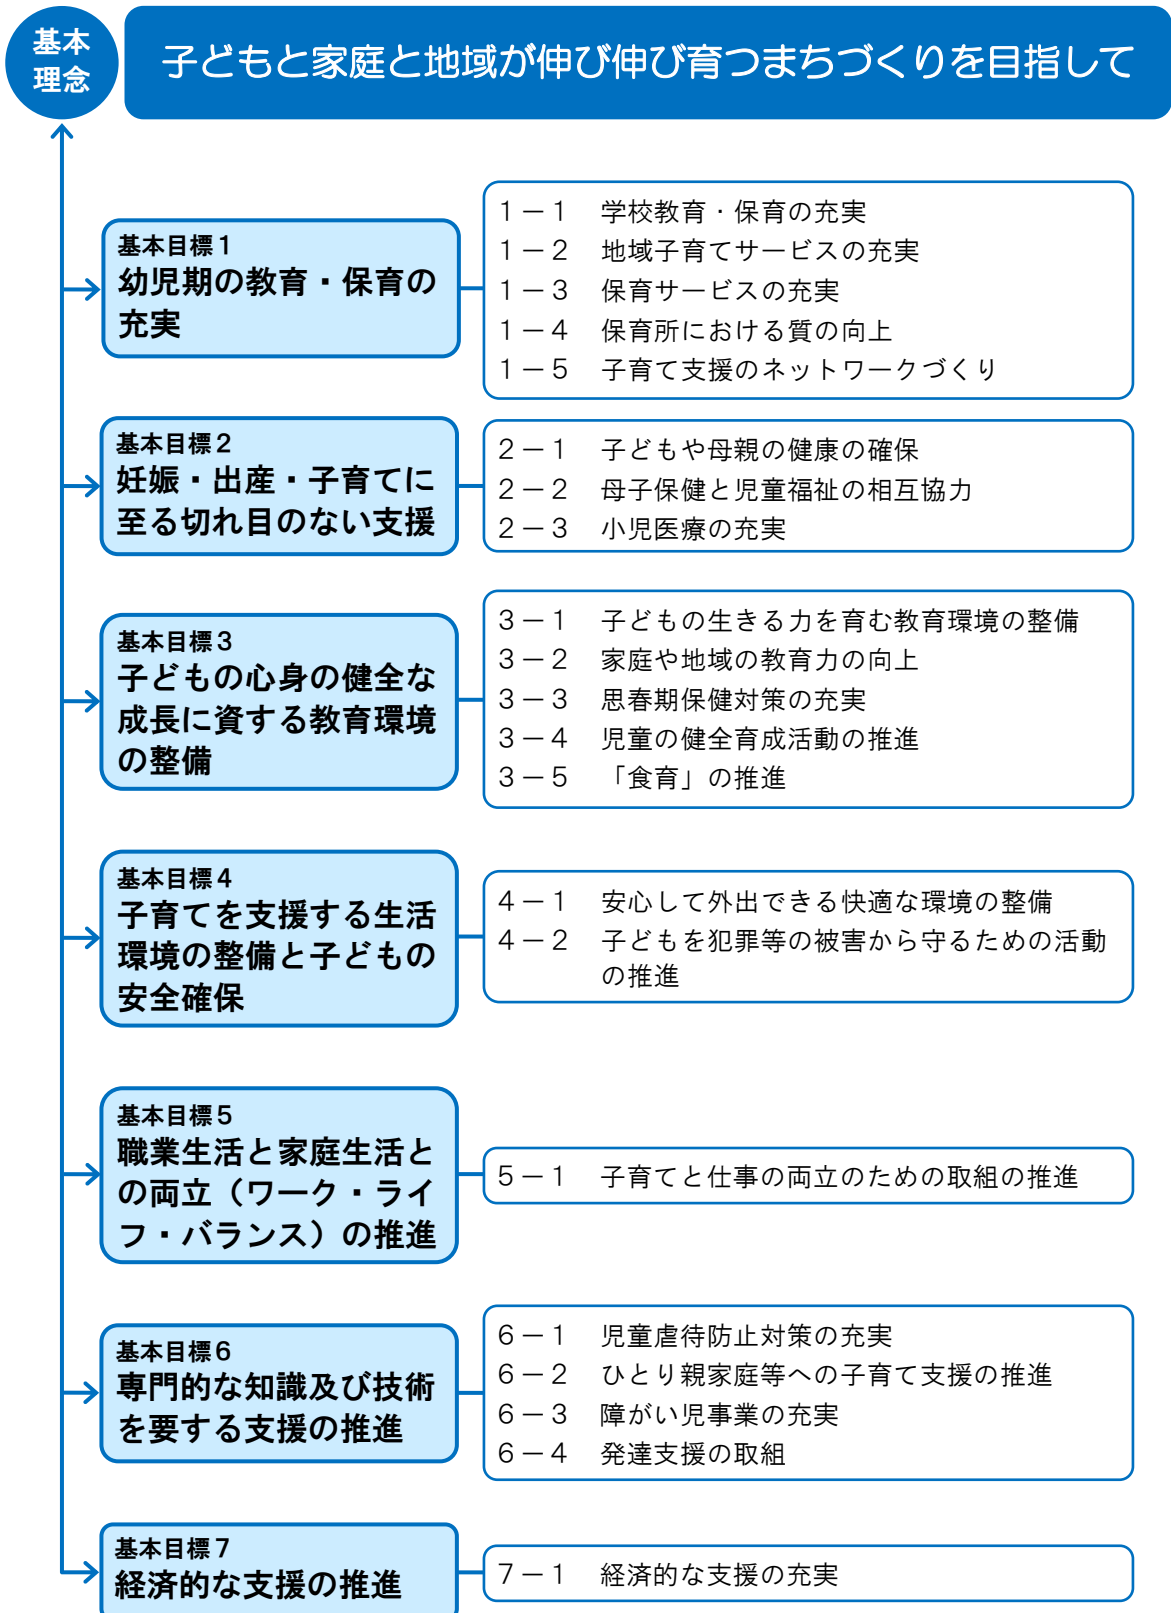 基本
理念
子どもと家庭と地域が伸び伸び育つまちづくりを目指して
基本目標１
幼児期の教育・保育の
充実
１－１　学校教育・保育の充実
１－２　地域子育てサービスの充実
１－３　保育サービスの充実
１－４　保育所における質の向上
１－５　子育て支援のネットワークづくり
基本目標２
妊娠・出産・子育てに
至る切れ目のない支援
２－１　子どもや母親の健康の確保
２－２　母子保健と児童福祉の相互協力
２－３　小児医療の充実
基本目標３
子どもの心身の健全な
成長に資する教育環境
の整備
３－１　子どもの生きる力を育む教育環境の整備
３－２　家庭や地域の教育力の向上
３－３　思春期保健対策の充実
３－４　児童の健全育成活動の推進
３－５　「食育」の推進
基本目標４
子育てを支援する生活
環境の整備と子どもの
安全確保
４－１　安心して外出できる快適な環境の整備
４－２　子どもを犯罪等の被害から守るための活動
の推進
基本目標５
職業生活と家庭生活と
の両立（ワーク・ライ
フ・バランス）の推進
５－１　子育てと仕事の両立のための取組の推進
基本目標６
専門的な知識及び技術
を要する支援の推進
６－１　児童虐待防止対策の充実
６－２　ひとり親家庭等への子育て支援の推進
６－３　障がい児事業の充実
６－４　発達支援の取組
基本目標７
経済的な支援の推進
７－１　経済的な支援の充実